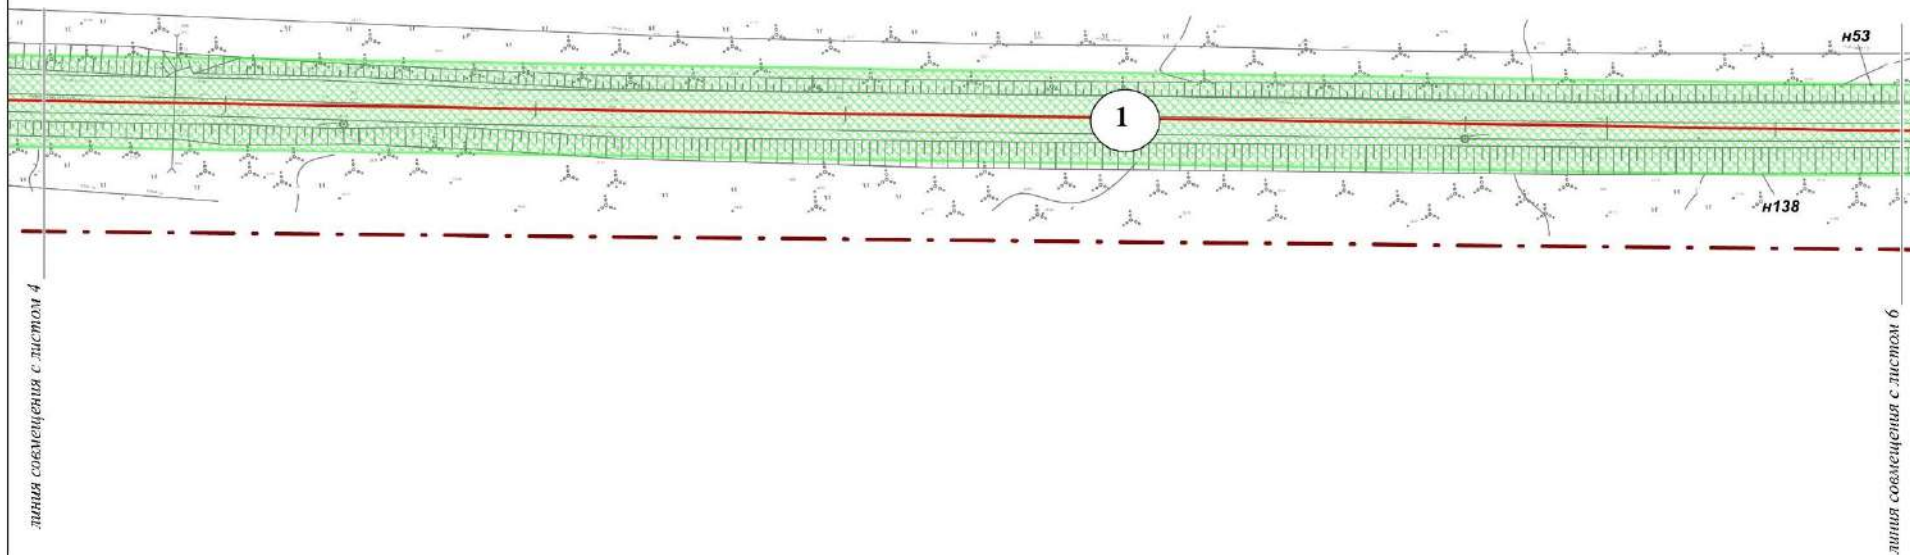 н53
1
н138
линия совмещения с листом 4
линия совмещения с листом 6